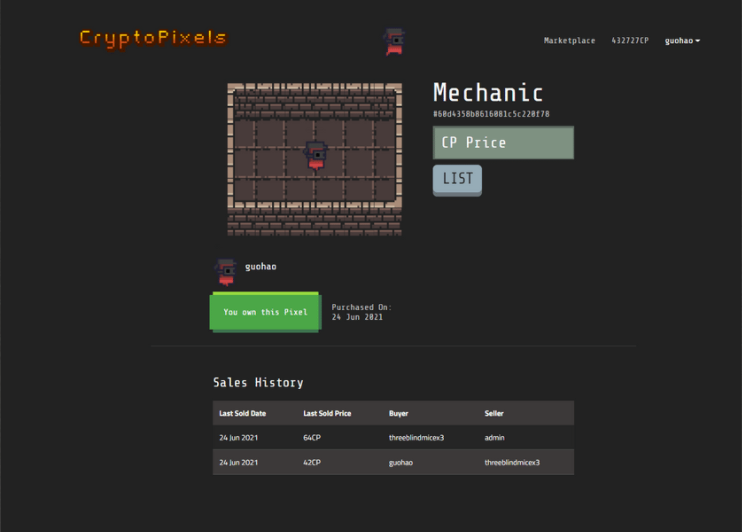 CryptoPixels
Marketplace 432727CP guohao
Mechanic
#60d4358b8616081c5c220f78
CP Price
LIST
guohao
You own this Pixel
Purchased On:
24 Jun 2021
Sales History
Last Sold Date Last Sold Price Buyer Seller
24 Jun 2021 64CP threeblindmicex3 admin
24 Jun 2021 42CP guohao threeblindmicex3